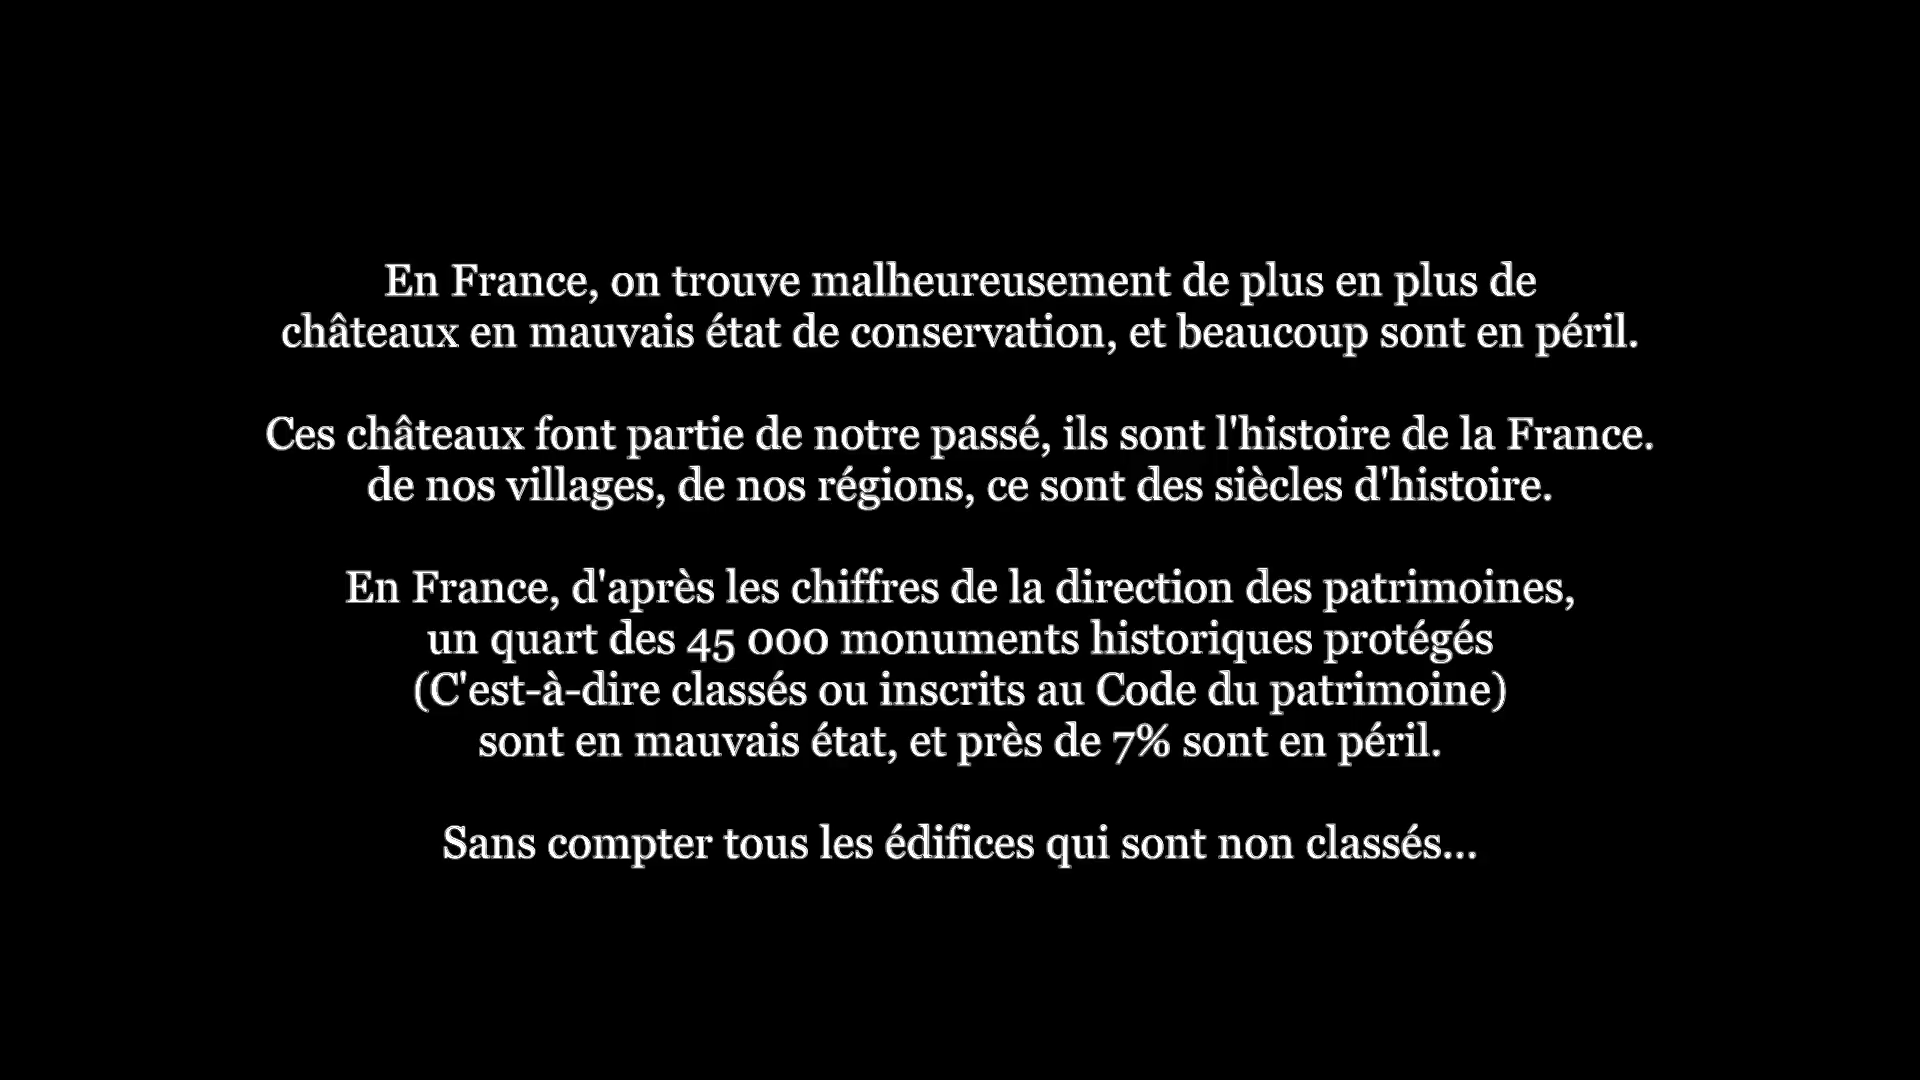 En France, on trouve malheureusement de plus en plus de
châteaux en mauvais état de conservation, et beaucoup sont en péril.
Ces châteaux font partie de notre passé, ils sont l'histoire de la France.
de nos villages, de nos régions, ce sont des siècles d'histoire.
En France, d'après les chiffres de la direction des patrimoines,
un quart des 45 000 monuments historiques protégés
(C'est-à-dire classés ou inscrits au Code du patrimoine)
sont en mauvais état, et près de 7% sont en péril.
Sans compter tous les édifices qui sont non classés...